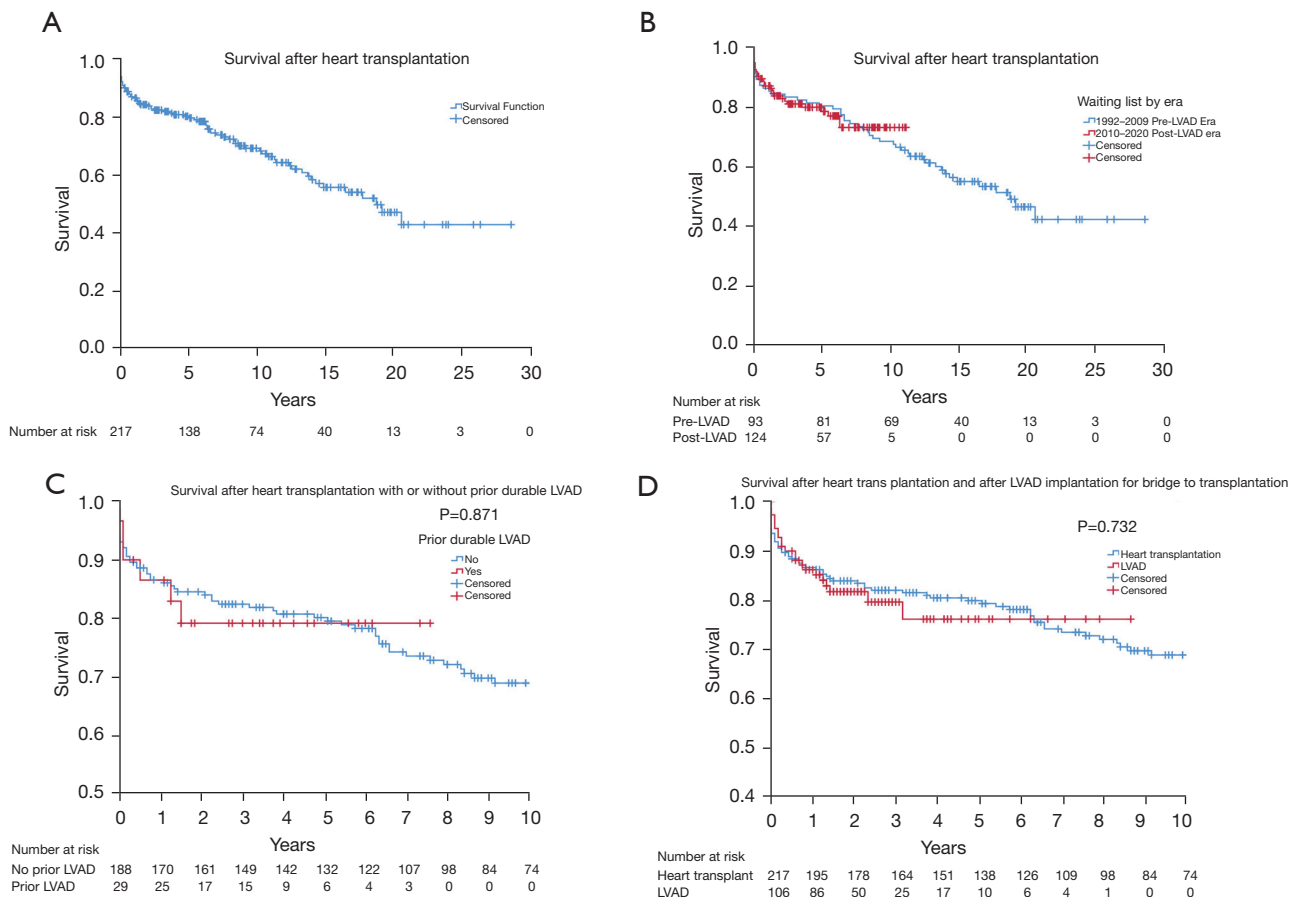 A
Survival after heart transplantation
Survival Function
Censored
1.0
0.8
0.6
0.4
0.2
0.0
Survival
0 5 10 15 20 25 30
Years
Number at risk 217 138 74 40 13 3 0
B
Survival after heart transplantation
Waiting list by era
1992–2009 Pre-LVAD Era
2010–2020 Post-LVAD era
Censored
Censored
1.0
0.8
0.6
0.4
0.2
0.0
Survival
0 5 10 15 20 25 30
Years
Number at risk
Pre-LVAD 93 81 69 40 13 3 0
Post-LVAD 124 57 5 0 0 0 0
C
Survival after heart transplantation with or without prior durable LVAD
P=0.871
Prior durable LVAD
No
Yes
Censored
Censored
1.0
0.9
0.8
0.7
0.6
0.5
Survival
0 1 2 3 4 5 6 7 8 9 10
Years
Number at risk
No prior LVAD 188 170 161 149 142 132 122 107 98 84 74
Prior LVAD 29 25 17 15 9 6 4 3 0 0 0
D
Survival after heart trans plantation and after LVAD implantation for bridge to transplantation
P=0.732
Heart transplantation
LVAD
Censored
Censored
1.0
0.9
0.8
0.7
0.6
0.5
0.4
Survival
0 1 2 3 4 5 6 7 8 9 10
Years
Number at risk
Heart transplant 217 195 178 164 151 138 126 109 98 84 74
LVAD 106 86 50 25 17 10 6 4 1 0 0